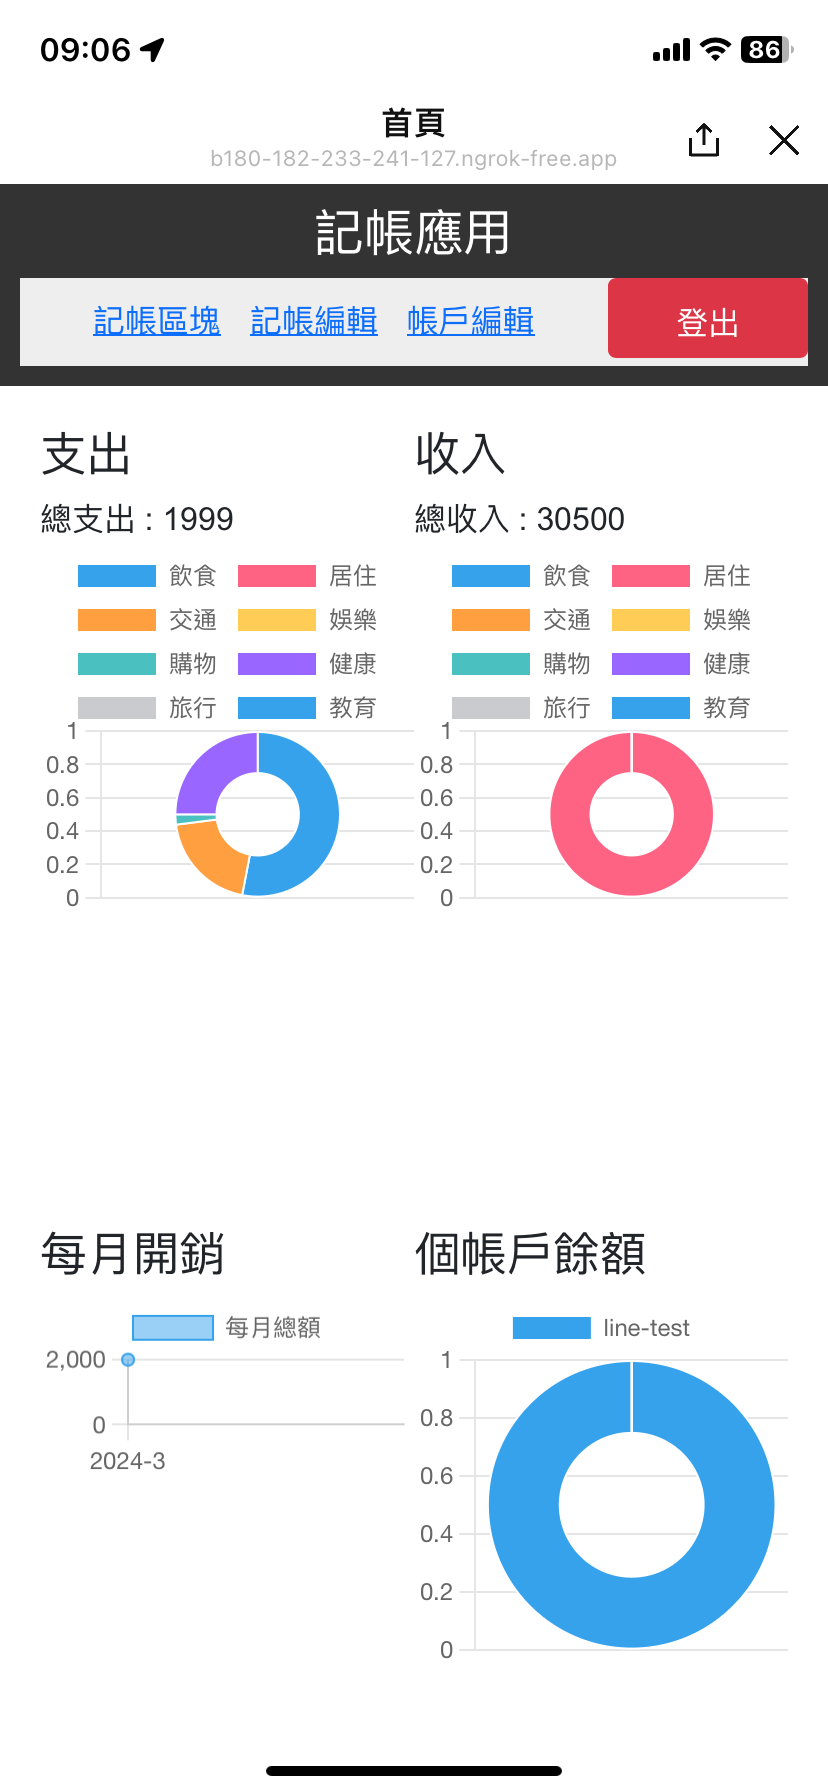 09:06
86
首頁
b180-182-233-241-127.ngrok-free.app
記帳應用
記帳區塊 記帳編輯 帳戶編輯 登出
支出
總支出 : 1999
飲食 居住
交通 娛樂
購物 健康
旅行 教育
1
0.8
0.6
0.4
0.2
0
收入
總收入 : 30500
飲食 居住
交通 娛樂
購物 健康
旅行 教育
1
0.8
0.6
0.4
0.2
0
每月開銷
每月總額
2,000
0
2024-3
個帳戶餘額
line-test
1
0.8
0.6
0.4
0.2
0